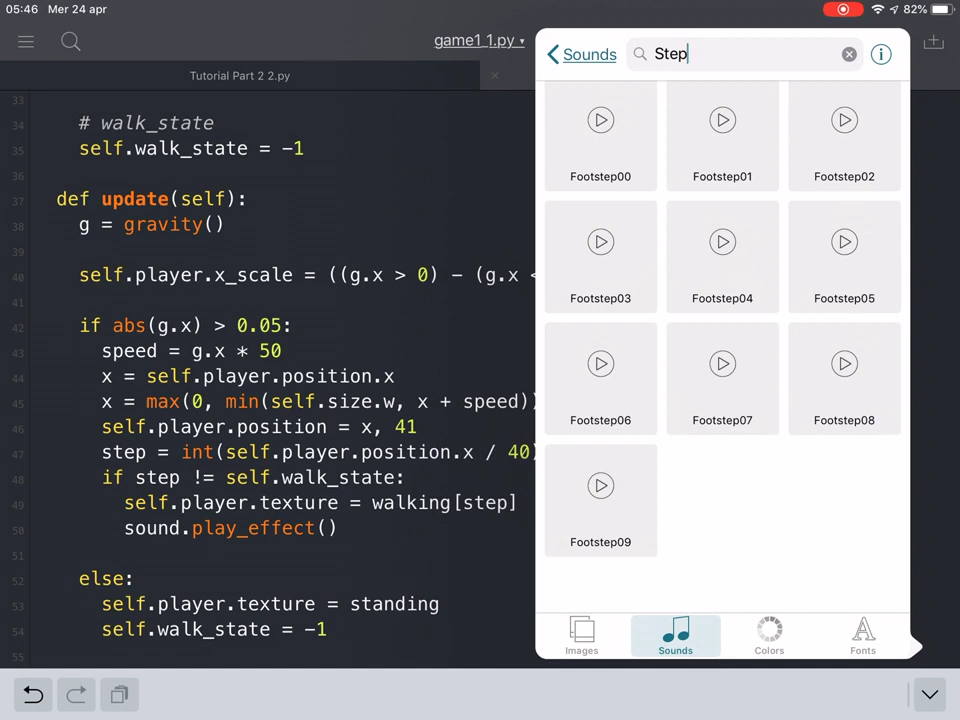 05:46 Mer 24 apr
82%
game1_1.py ▾
Tutorial Part 2 2.py
×
33
34 # walk_state
35 self.walk_state = -1
36
37 def update(self):
38 g = gravity()
39
40 self.player.x_scale = ((g.x > 0) - (g.x <
41
42 if abs(g.x) > 0.05:
43 speed = g.x * 50
44 x = self.player.position.x
45 x = max(0, min(self.size.w, x + speed))
46 self.player.position = x, 41
47 step = int(self.player.position.x / 40)
48 if step != self.walk_state:
49 self.player.texture = walking[step]
50 sound.play_effect()
51
52 else:
53 self.player.texture = standing
54 self.walk_state = -1
55
Sounds
Step
Footstep00 Footstep01 Footstep02
Footstep03 Footstep04 Footstep05
Footstep06 Footstep07 Footstep08
Footstep09
Images Sounds Colors Fonts